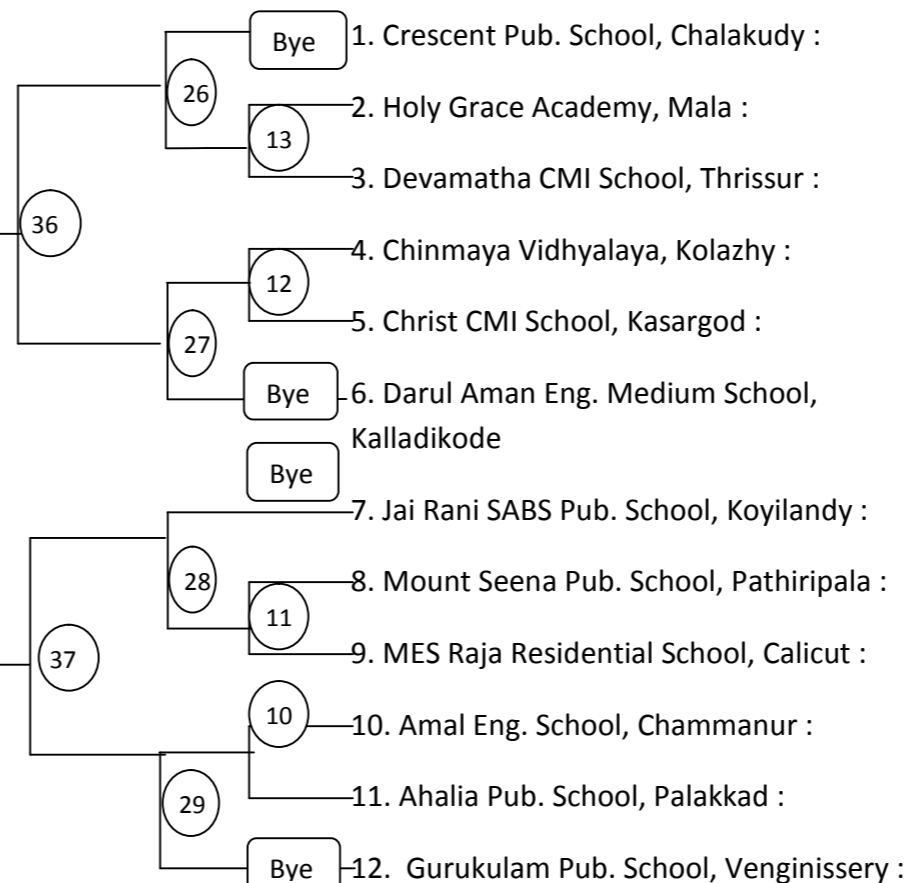 Bye 1. Crescent Pub. School, Chalakudy :
26
2. Holy Grace Academy, Mala :
13
3. Devamatha CMI School, Thrissur :
36
4. Chinmaya Vidhyalaya, Kolazhy :
12
5. Christ CMI School, Kasargod :
27
Bye 6. Darul Aman Eng. Medium School,
Kalladikode
Bye
7. Jai Rani SABS Pub. School, Koyilandy :
28
8. Mount Seena Pub. School, Pathiripala :
11
9. MES Raja Residential School, Calicut :
37
10
10. Amal Eng. School, Chammanur :
11. Ahalia Pub. School, Palakkad :
29
Bye 12. Gurukulam Pub. School, Venginissery :